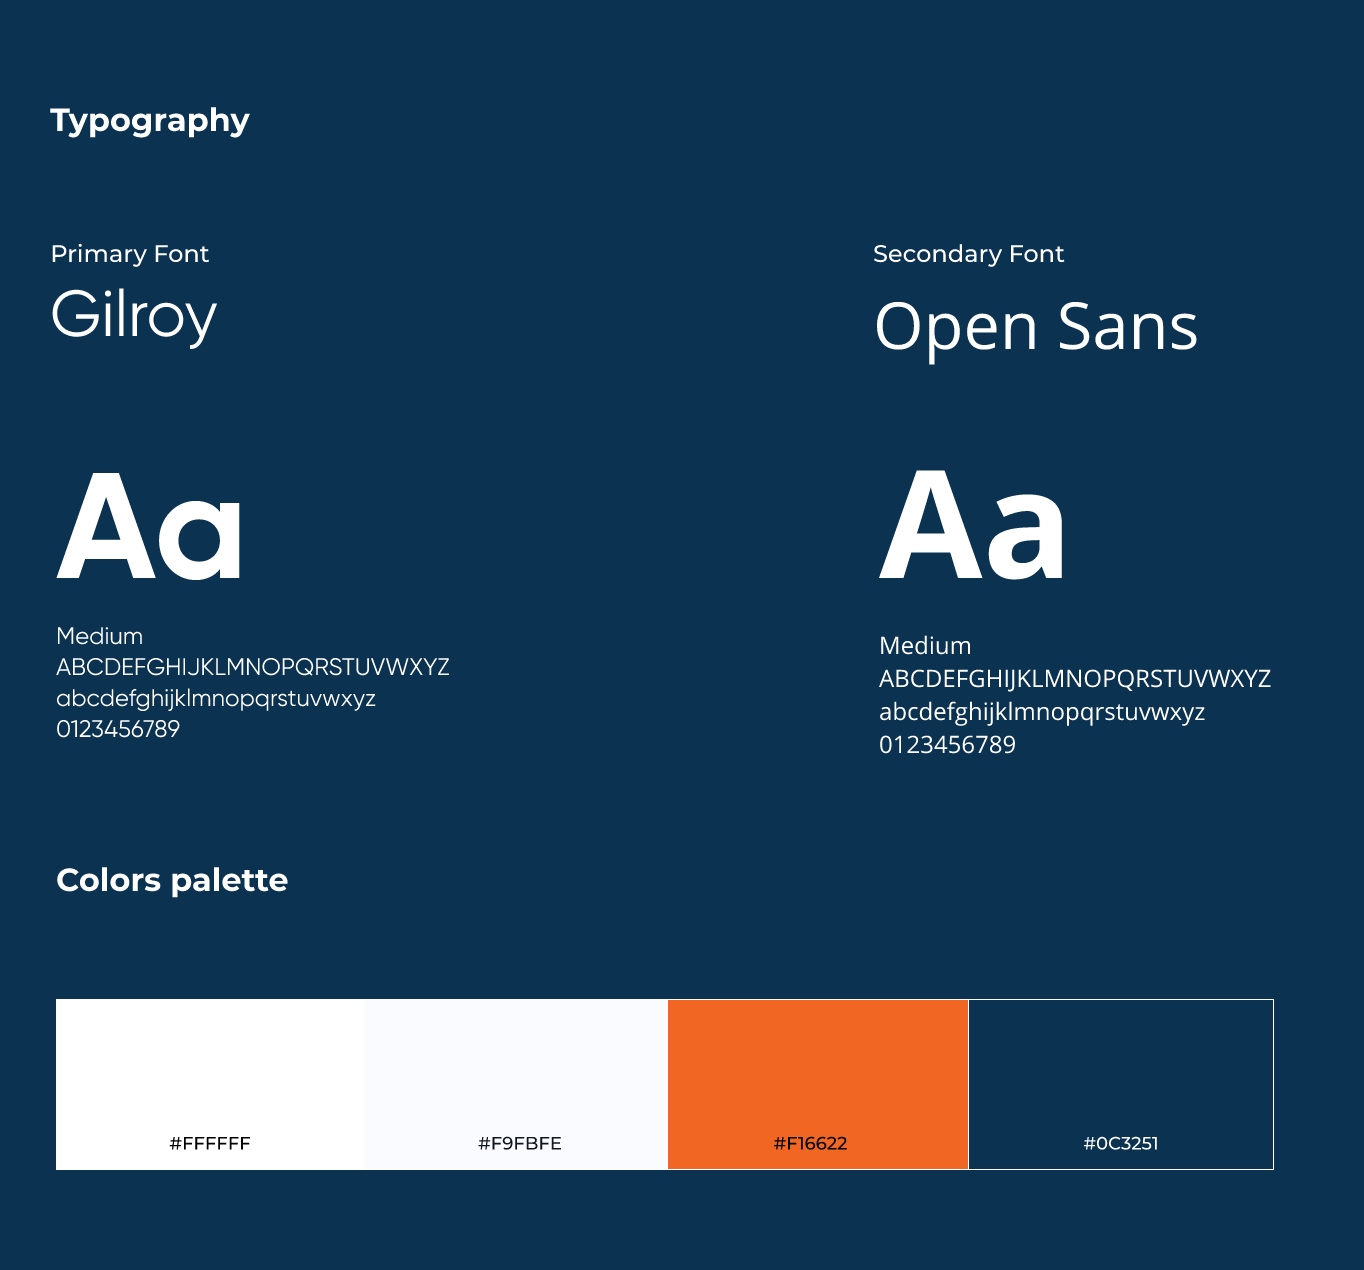 Typography
Primary Font
Gilroy
Aa
Medium
ABCDEFGHIJKLMNOPQRSTUVWXYZ
abcdefghijklmnopqrstuvwxyz
0123456789
Secondary Font
Open Sans
Aa
Medium
ABCDEFGHIJKLMNOPQRSTUVWXYZ
abcdefghijklmnopqrstuvwxyz
0123456789
Colors palette
#FFFFFF
#F9FBFE
#F16622
#0C3251